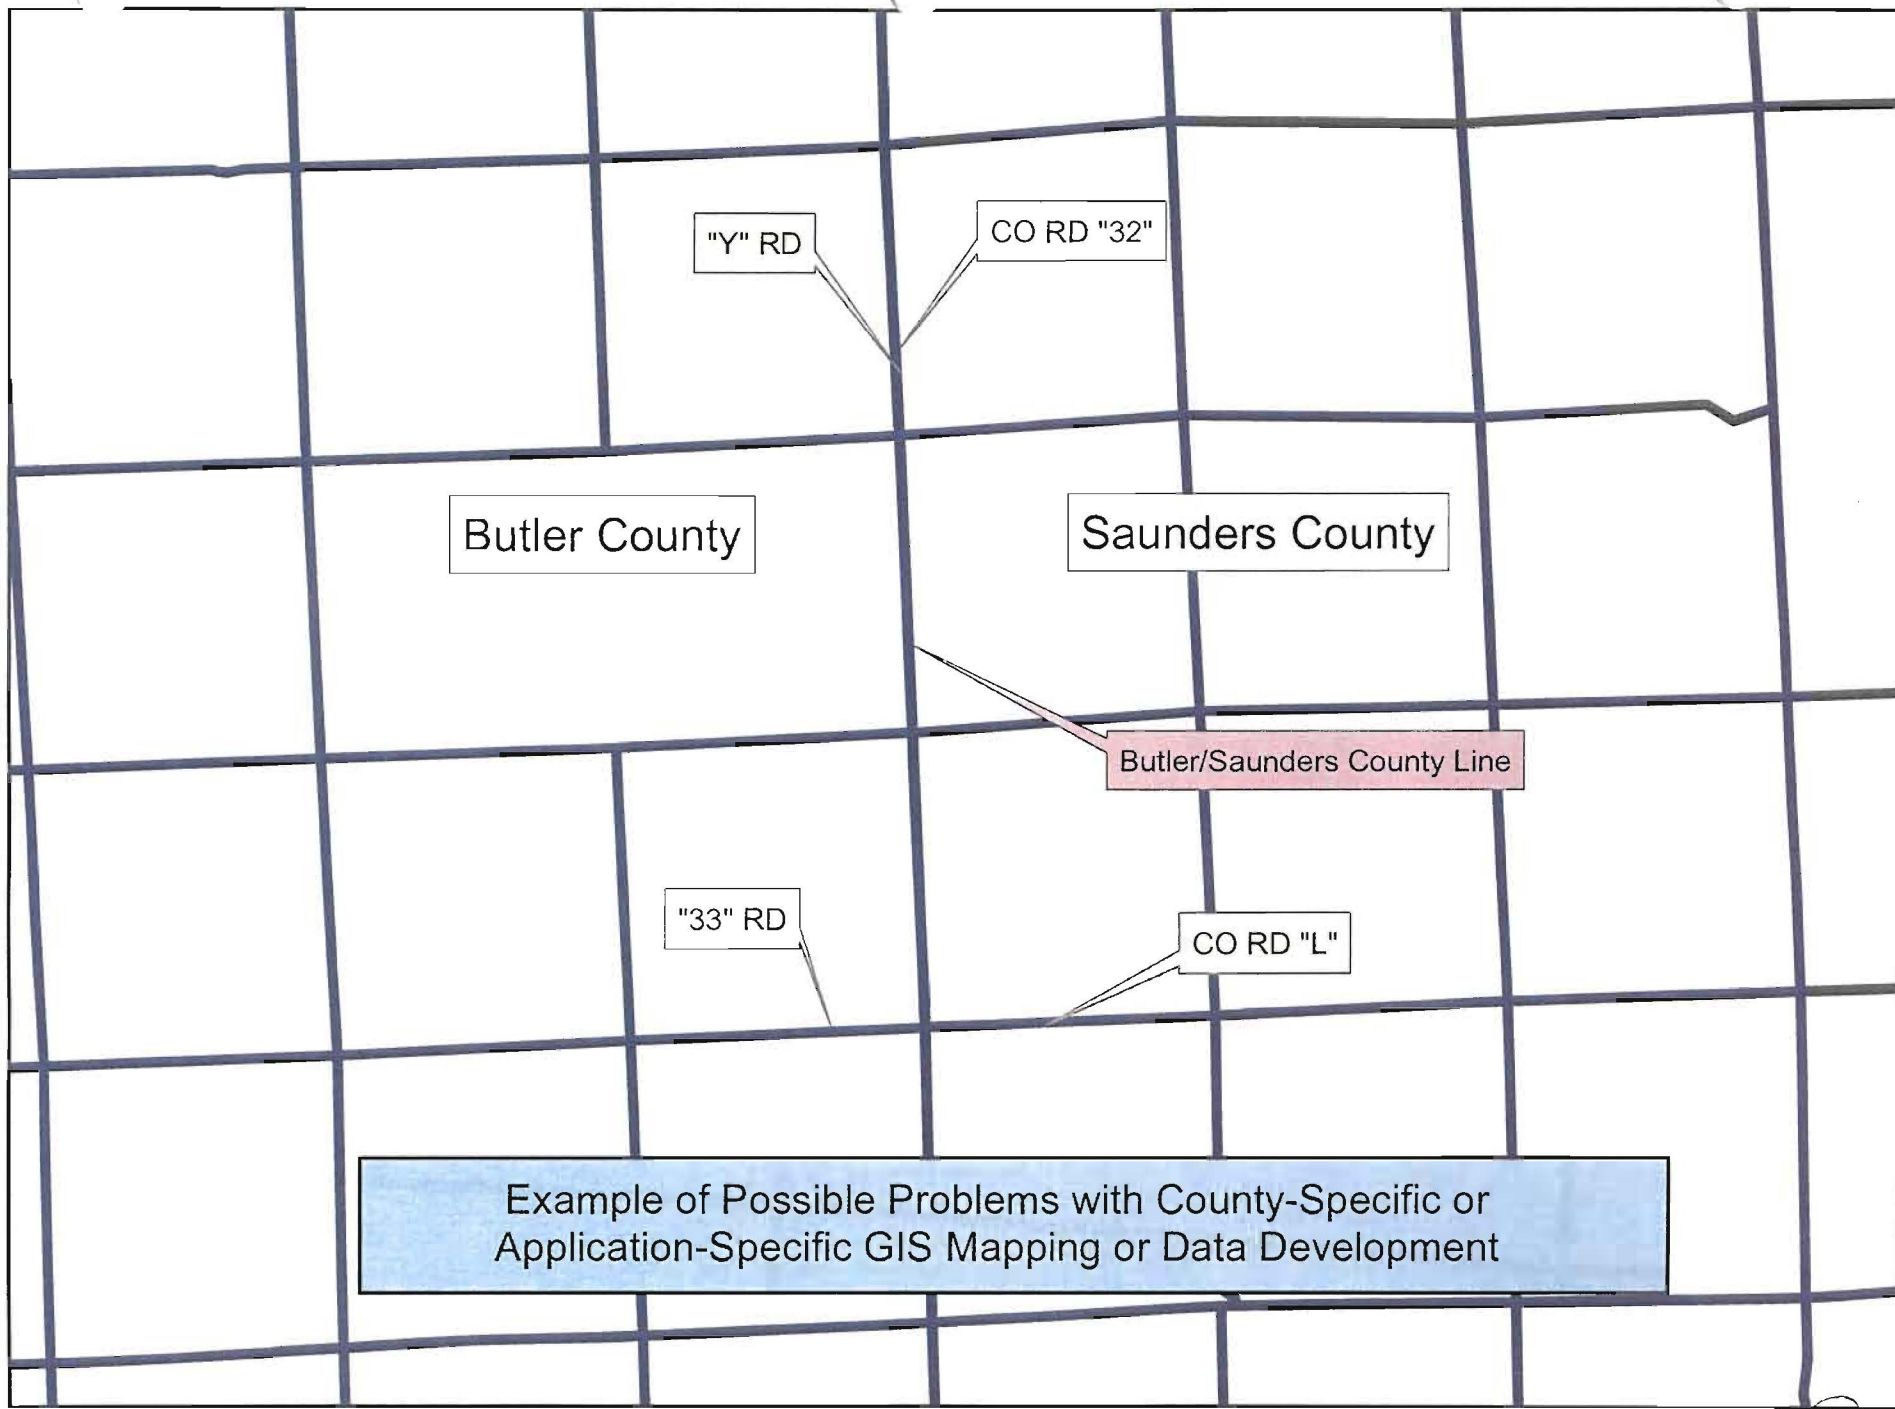 "Y" RD
CO RD "32"
Butler County
Saunders County
Butler/Saunders County Line
"33" RD
CO RD "L"
Example of Possible Problems with County-Specific or
Application-Specific GIS Mapping or Data Development